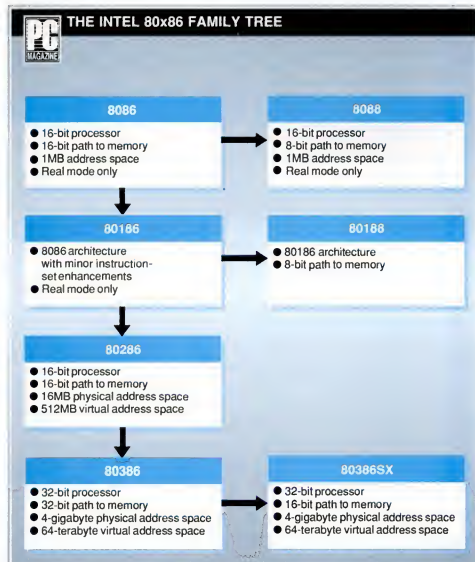 PC
MAGAZINE
THE INTEL 80x86 FAMILY TREE
8086
● 16-bit processor
● 16-bit path to memory
● 1MB address space
● Real mode only
8088
● 16-bit processor
● 8-bit path to memory
● 1MB address space
● Real mode only
80186
● 8086 architecture
with minor instruction-
set enhancements
● Real mode only
80188
● 80186 architecture
● 8-bit path to memory
80286
● 16-bit processor
● 16-bit path to memory
● 16MB physical address space
● 512MB virtual address space
80386
● 32-bit processor
● 32-bit path to memory
● 4-gigabyte physical address space
● 64-terabyte virtual address space
80386SX
● 32-bit processor
● 16-bit path to memory
● 4-gigabyte physical address space
● 64-terabyte virtual address space